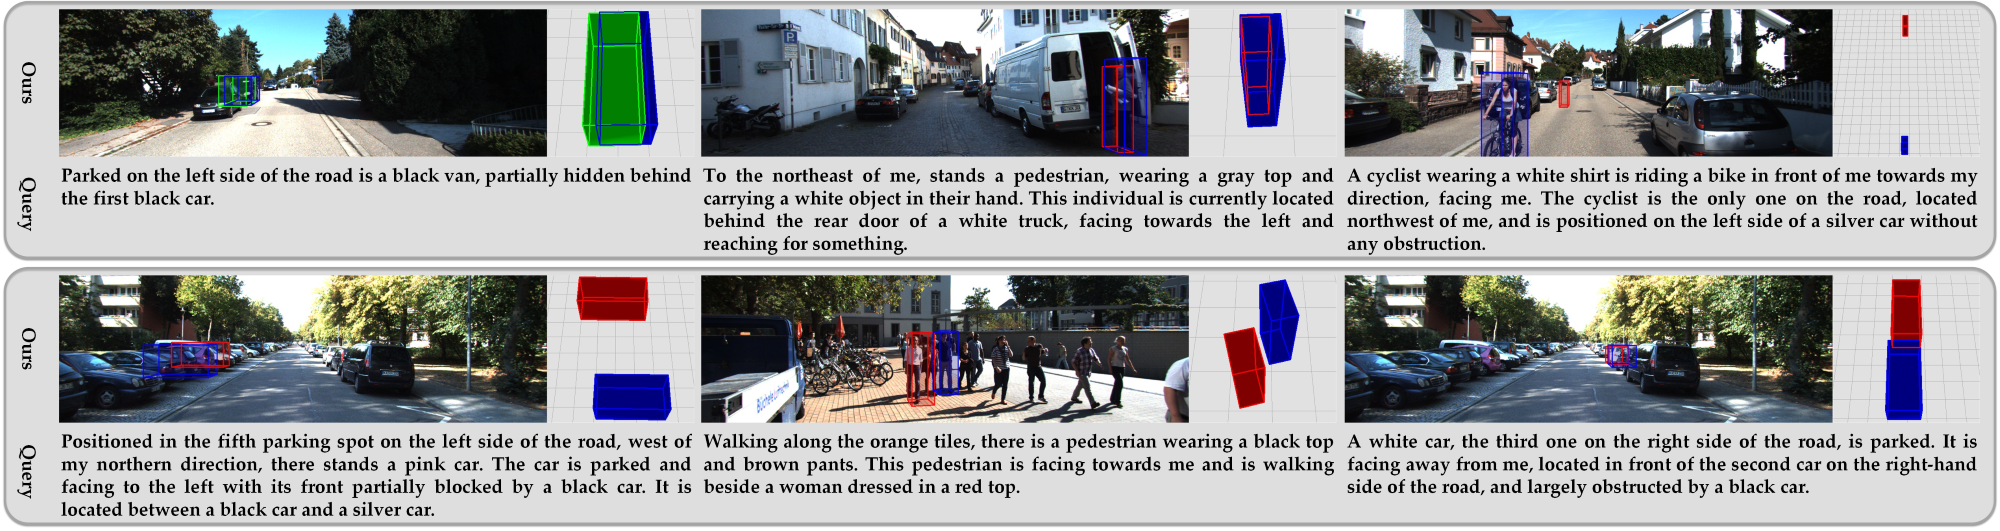 Ours
Query
Parked on the left side of the road is a black van, partially hidden behind
the first black car.
To the northeast of me, stands a pedestrian, wearing a gray top and
carrying a white object in their hand. This individual is currently located
behind the rear door of a white truck, facing towards the left and
reaching for something.
A cyclist wearing a white shirt is riding a bike in front of me towards my
direction, facing me. The cyclist is the only one on the road, located
northwest of me, and is positioned on the left side of a silver car without
any obstruction.
Ours
Query
Positioned in the fifth parking spot on the left side of the road, west of
my northern direction, there stands a pink car. The car is parked and
facing to the left with its front partially blocked by a black car. It is
located between a black car and a silver car.
Walking along the orange tiles, there is a pedestrian wearing a black top
and brown pants. This pedestrian is facing towards me and is walking
beside a woman dressed in a red top.
A white car, the third one on the right side of the road, is parked. It is
facing away from me, located in front of the second car on the right-hand
side of the road, and largely obstructed by a black car.